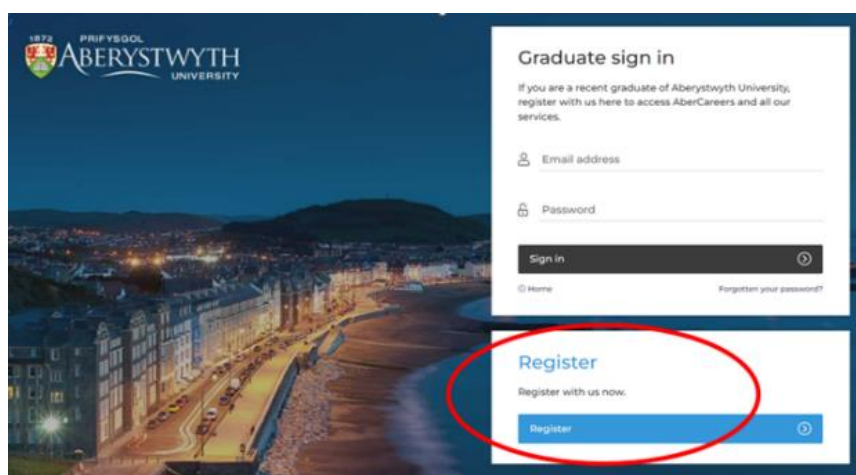 1872 PRIFYSGOL
ABERYSTWYTH
UNIVERSITY
Graduate sign in
If you are a recent graduate of Aberystwyth University,
register with us here to access AberCareers and all our
services.
Email address
Password
Sign in
Home
Forgotten your password?
Register
Register with us now.
Register